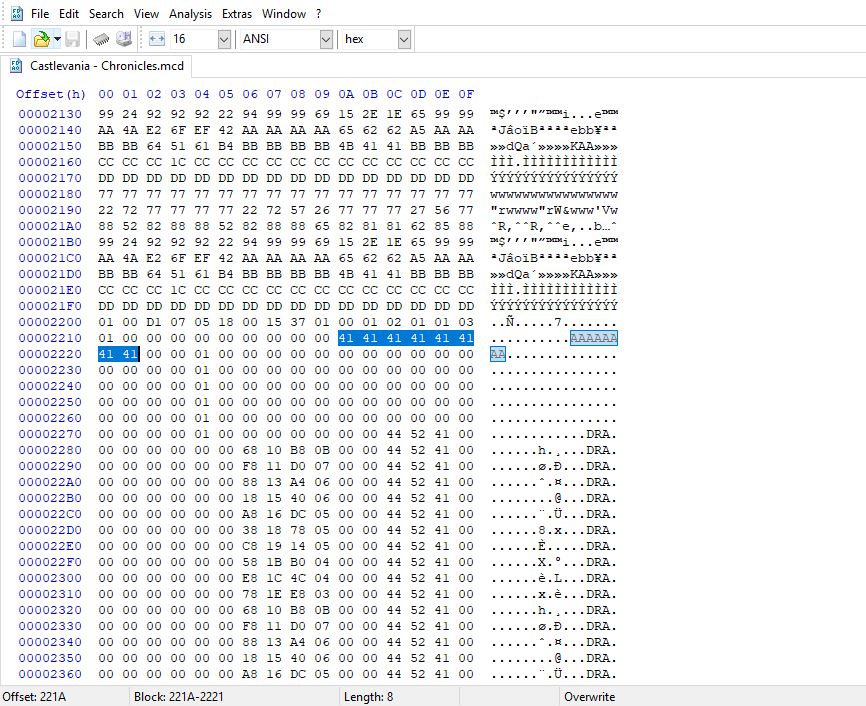 File Edit Search View Analysis Extras Window ?
16 ANSI hex
Castlevania - Chronicles.mcd
Offset(h) 00 01 02 03 04 05 06 07 08 09 0A 0B 0C 0D 0E 0F
00002130 99 24 92 92 92 22 94 99 99 69 15 2E 1E 65 99 99 ™$’’’"”™™i...e™™
00002140 AA 4A E2 6F EF 42 AA AA AA AA 65 62 62 A5 AA AA ªJâoïBªªªªebb¥ªª
00002150 BB BB 64 51 61 B4 BB BB BB BB 4B 41 41 BB BB BB »»dQa´»»»»KAA»»»
00002160 CC CC CC 1C CC CC CC CC CC CC CC CC CC CC CC CC ÌÌÌ.ÌÌÌÌÌÌÌÌÌÌÌÌ
00002170 DD DD DD DD DD DD DD DD DD DD DD DD DD DD DD DD ÝÝÝÝÝÝÝÝÝÝÝÝÝÝÝÝ
00002180 77 77 77 77 77 77 77 77 77 77 77 77 77 77 77 77 wwwwwwwwwwwwwwww
00002190 22 72 77 77 77 77 22 72 57 26 77 77 77 27 56 77 "rwwww"rW&www'Vw
000021A0 88 52 82 88 88 52 82 88 88 65 82 81 81 62 85 88 ˆR‚ˆˆR‚ˆˆe‚..b…ˆ
000021B0 99 24 92 92 92 22 94 99 99 69 15 2E 1E 65 99 99 ™$’’’"”™™i...e™™
000021C0 AA 4A E2 6F EF 42 AA AA AA AA 65 62 62 A5 AA AA ªJâoïBªªªªebb¥ªª
000021D0 BB BB 64 51 61 B4 BB BB BB BB 4B 41 41 BB BB BB »»dQa´»»»»KAA»»»
000021E0 CC CC CC 1C CC CC CC CC CC CC CC CC CC CC CC CC ÌÌÌ.ÌÌÌÌÌÌÌÌÌÌÌÌ
000021F0 DD DD DD DD DD DD DD DD DD DD DD DD DD DD DD DD ÝÝÝÝÝÝÝÝÝÝÝÝÝÝÝÝ
00002200 01 00 D1 07 05 18 00 15 37 01 00 01 02 01 01 03 ..Ñ.....7.......
00002210 01 00 00 00 00 00 00 00 00 00 41 41 41 41 41 41 ..........AAAAAA
00002220 41 41 00 00 01 00 00 00 00 00 00 00 00 00 00 00 AA..............
00002230 00 00 00 00 01 00 00 00 00 00 00 00 00 00 00 00 ................
00002240 00 00 00 00 01 00 00 00 00 00 00 00 00 00 00 00 ................
00002250 00 00 00 00 01 00 00 00 00 00 00 00 00 00 00 00 ................
00002260 00 00 00 00 01 00 00 00 00 00 00 00 00 00 00 00 ................
00002270 00 00 00 00 01 00 00 00 00 00 00 00 44 52 41 00 ............DRA.
00002280 00 00 00 00 00 00 68 10 B8 0B 00 00 44 52 41 00 ......h.¸...DRA.
00002290 00 00 00 00 00 00 F8 11 D0 07 00 00 44 52 41 00 ......ø.Ð...DRA.
000022A0 00 00 00 00 00 00 88 13 A4 06 00 00 44 52 41 00 ......ˆ.¤...DRA.
000022B0 00 00 00 00 00 00 18 15 40 06 00 00 44 52 41 00 ........@...DRA.
000022C0 00 00 00 00 00 00 A8 16 DC 05 00 00 44 52 41 00 ......¨.Ü...DRA.
000022D0 00 00 00 00 00 00 38 18 78 05 00 00 44 52 41 00 ......8.x...DRA.
000022E0 00 00 00 00 00 00 C8 19 14 05 00 00 44 52 41 00 ......È.....DRA.
000022F0 00 00 00 00 00 00 58 1B B0 04 00 00 44 52 41 00 ......X.°...DRA.
00002300 00 00 00 00 00 00 E8 1C 4C 04 00 00 44 52 41 00 ......è.L...DRA.
00002310 00 00 00 00 00 00 78 1E E8 03 00 00 44 52 41 00 ......x.è...DRA.
00002320 00 00 00 00 00 00 68 10 B8 0B 00 00 44 52 41 00 ......h.¸...DRA.
00002330 00 00 00 00 00 00 F8 11 D0 07 00 00 44 52 41 00 ......ø.Ð...DRA.
00002340 00 00 00 00 00 00 88 13 A4 06 00 00 44 52 41 00 ......ˆ.¤...DRA.
00002350 00 00 00 00 00 00 18 15 40 06 00 00 44 52 41 00 ........@...DRA.
00002360 00 00 00 00 00 00 A8 16 DC 05 00 00 44 52 41 00 ......¨.Ü...DRA.
Offset: 221A Block: 221A-2221 Length: 8 Overwrite